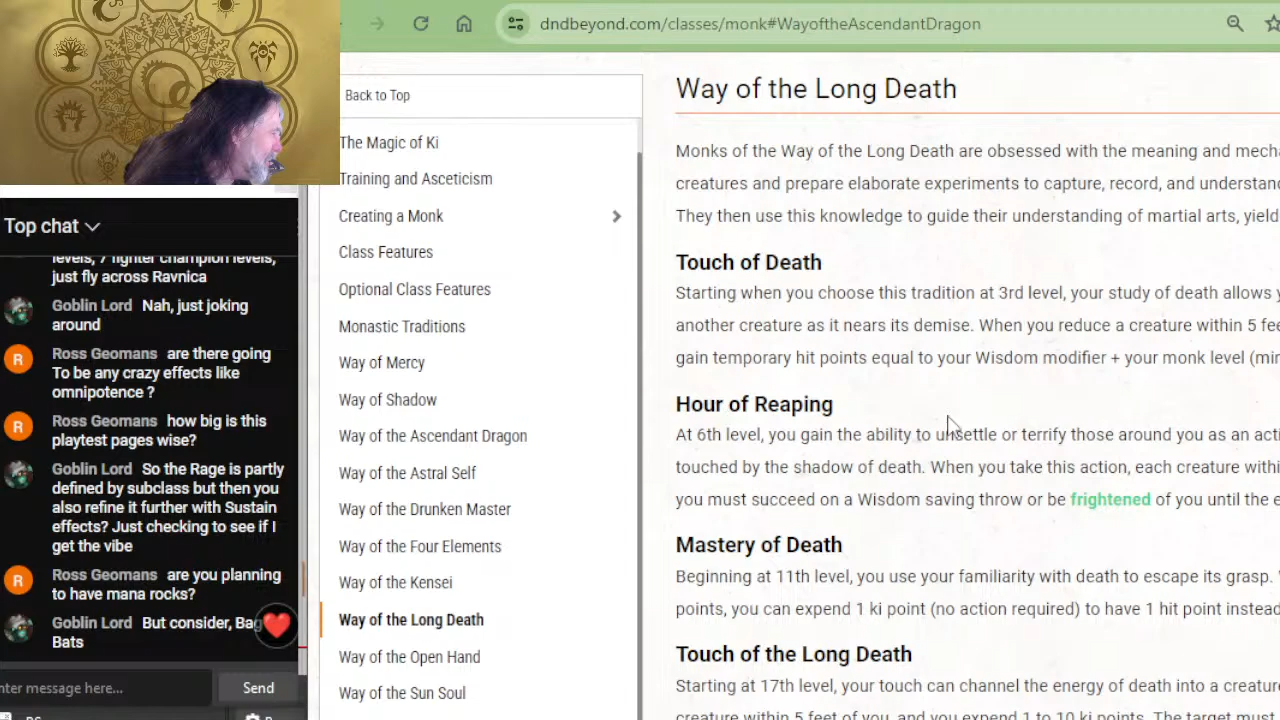 dndbeyond.com/classes/monk#WayoftheAscendantDragon
Top chat
levels, 7 fighter champion levels,
just fly across Ravnica
Goblin Lord Nah, just joking
around
Ross Geomans are there going
To be any crazy effects like
omnipotence ?
Ross Geomans how big is this
playtest pages wise?
Goblin Lord So the Rage is partly
defined by subclass but then you
also refine it further with Sustain
effects? Just checking to see if I
get the vibe
Ross Geomans are you planning
to have mana rocks?
Goblin Lord But consider, Bag
Bats
nter message here...
Send
Back to Top
The Magic of Ki
Training and Asceticism
Creating a Monk
Class Features
Optional Class Features
Monastic Traditions
Way of Mercy
Way of Shadow
Way of the Ascendant Dragon
Way of the Astral Self
Way of the Drunken Master
Way of the Four Elements
Way of the Kensei
Way of the Long Death
Way of the Open Hand
Way of the Sun Soul
Way of the Long Death
Monks of the Way of the Long Death are obsessed with the meaning and mecha
creatures and prepare elaborate experiments to capture, record, and understand
They then use this knowledge to guide their understanding of martial arts, yield
Touch of Death
Starting when you choose this tradition at 3rd level, your study of death allows y
another creature as it nears its demise. When you reduce a creature within 5 fe
gain temporary hit points equal to your Wisdom modifier + your monk level (min
Hour of Reaping
At 6th level, you gain the ability to unsettle or terrify those around you as an acti
touched by the shadow of death. When you take this action, each creature withi
you must succeed on a Wisdom saving throw or be frightened of you until the e
Mastery of Death
Beginning at 11th level, you use your familiarity with death to escape its grasp.
points, you can expend 1 ki point (no action required) to have 1 hit point instead
Touch of the Long Death
Starting at 17th level, your touch can channel the energy of death into a creature
creature within 5 feet of you, and you expend 1 to 10 ki points. The target must